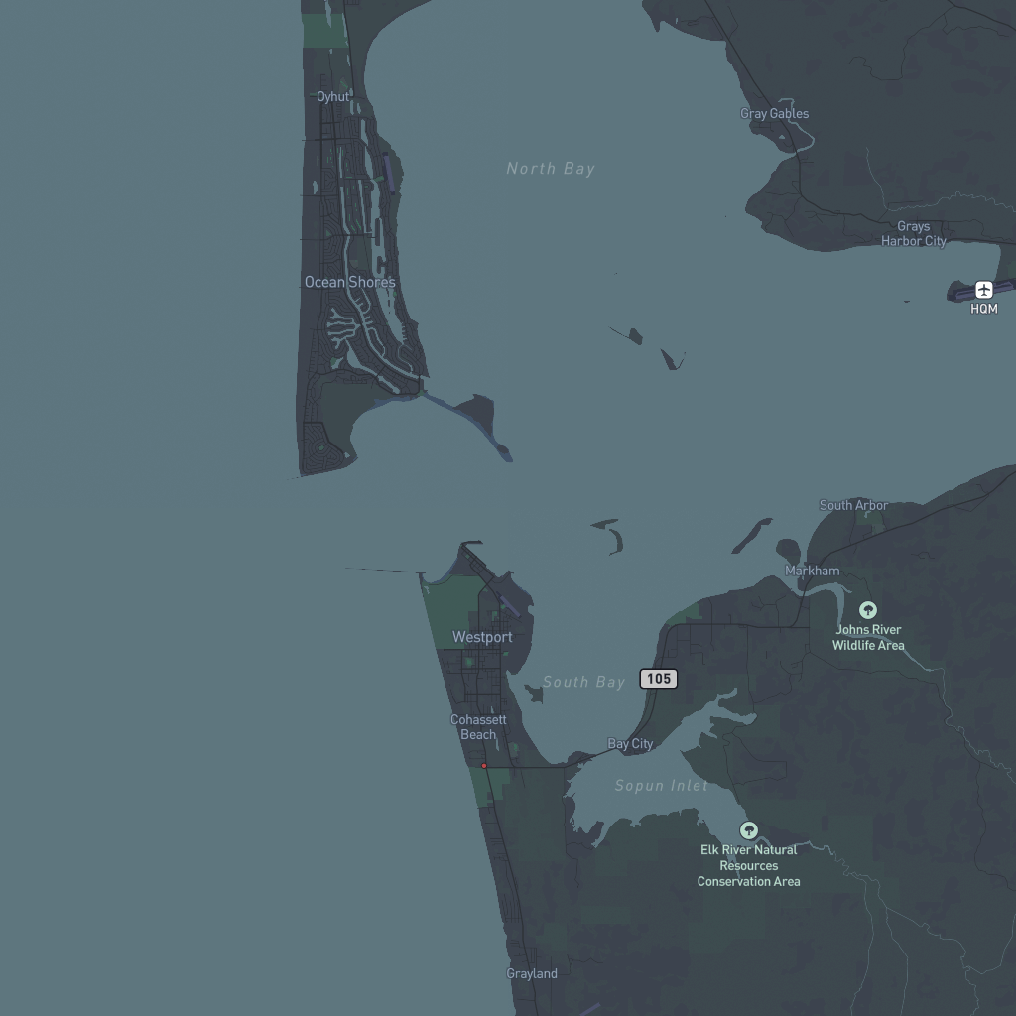 Oyhut
Gray Gables
North Bay
Grays
Harbor City
Ocean Shores
HQM
South Arbor
Markham
Johns River
Wildlife Area
Westport
South Bay
105
Cohassett
Beach
Bay City
Sopun Inlet
Elk River Natural
Resources
Conservation Area
Grayland